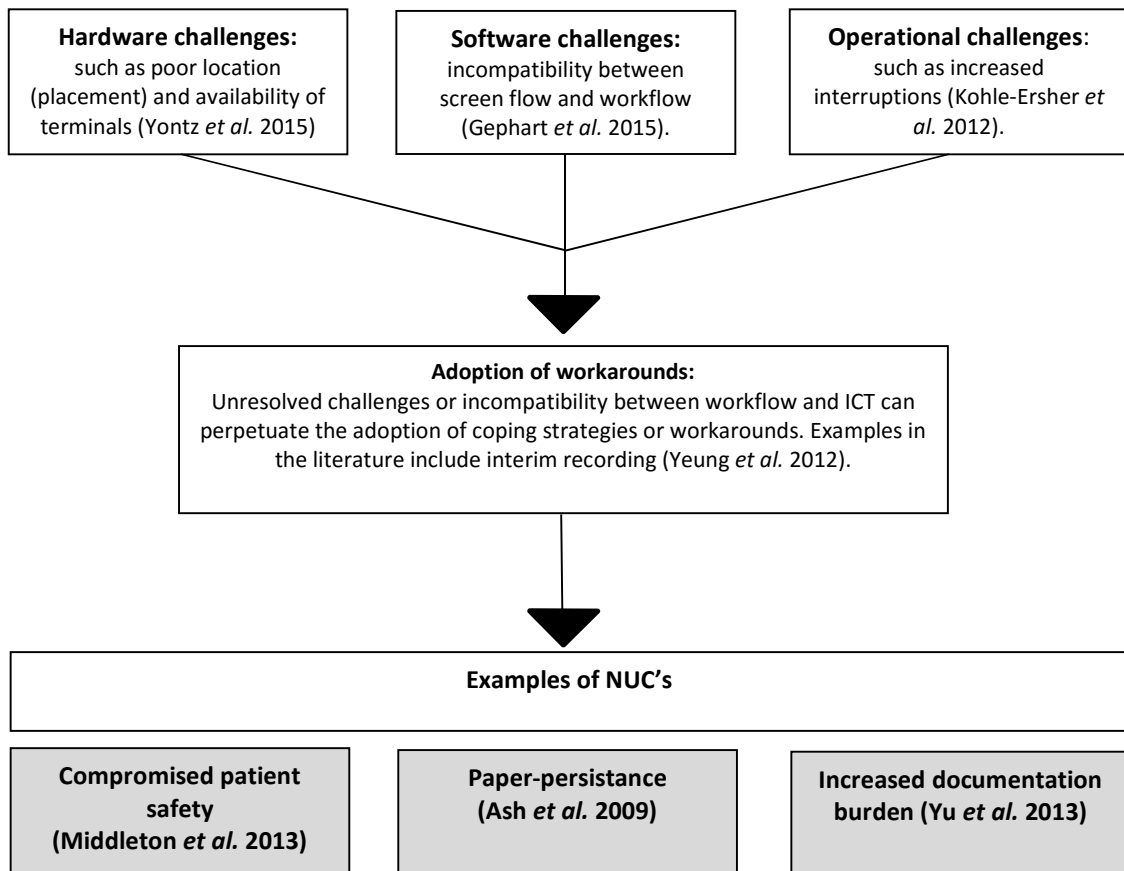 Hardware challenges:
such as poor location
(placement) and availability of
terminals (Yontz et al. 2015)
Software challenges:
incompatibility between
screen flow and workflow
(Gephart et al. 2015).
Operational challenges:
such as increased
interruptions (Kohle-Ersher et
al. 2012).
Adoption of workarounds:
Unresolved challenges or incompatibility between workflow and ICT can
perpetuate the adoption of coping strategies or workarounds. Examples in
the literature include interim recording (Yeung et al. 2012).
Examples of NUC’s
Compromised patient
safety
(Middleton et al. 2013)
Paper-persistance
(Ash et al. 2009)
Increased documentation
burden (Yu et al. 2013)